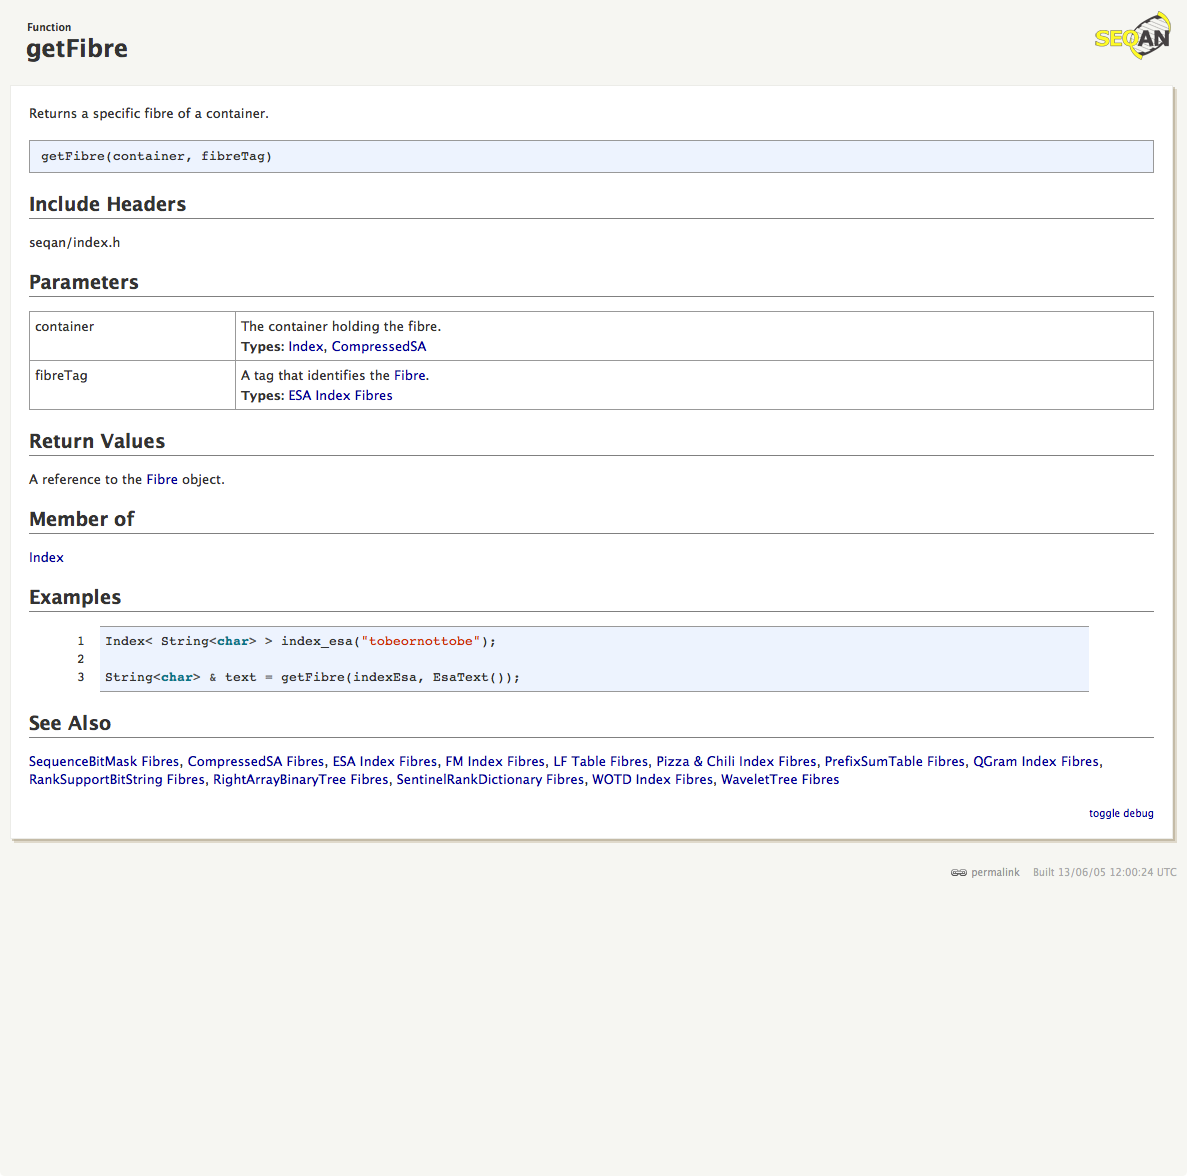 Function
getFibre
SEQAN
Returns a specific fibre of a container.
getFibre(container, fibreTag)
Include Headers
seqan/index.h
Parameters
container
The container holding the fibre.
Types: Index, CompressedSA
fibreTag
A tag that identifies the Fibre.
Types: ESA Index Fibres
Return Values
A reference to the Fibre object.
Member of
Index
Examples
1 Index< String<char> > index_esa("tobeornottobe");
2
3 String<char> & text = getFibre(indexEsa, EsaText());
See Also
SequenceBitMask Fibres, CompressedSA Fibres, ESA Index Fibres, FM Index Fibres, LF Table Fibres, Pizza & Chili Index Fibres, PrefixSumTable Fibres, QGram Index Fibres,
RankSupportBitString Fibres, RightArrayBinaryTree Fibres, SentinelRankDictionary Fibres, WOTD Index Fibres, WaveletTree Fibres
toggle debug
permalink Built 13/06/05 12:00:24 UTC